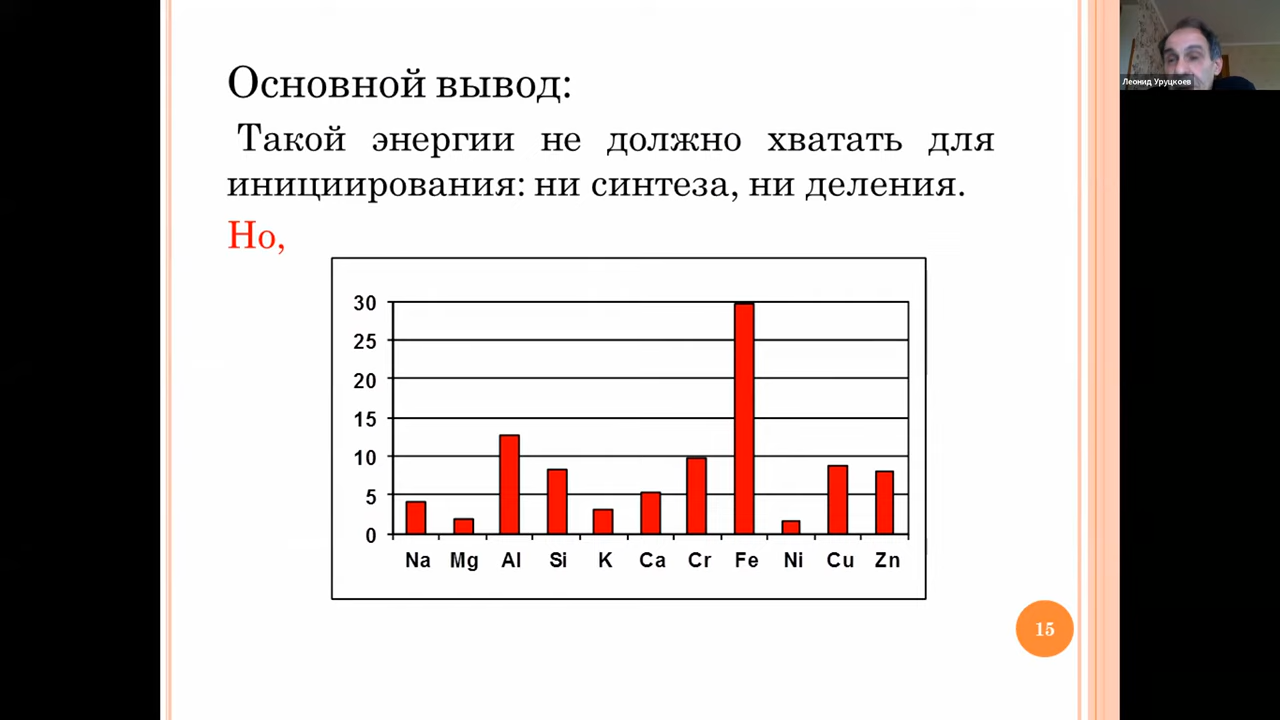 Основной вывод:
Такой энергии не должно хватать для
инициирования: ни синтеза, ни деления.
Но,
30
25
20
15
10
5
0
Na Mg Al Si K Ca Cr Fe Ni Cu Zn
15
Леонид Уруцкоев